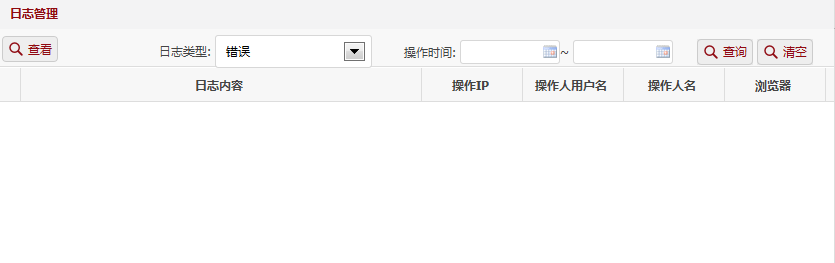 日志管理
查看 日志类型: 错误 操作时间: ~ 查询 清空
日志内容 操作IP 操作人用户名 操作人名 浏览器